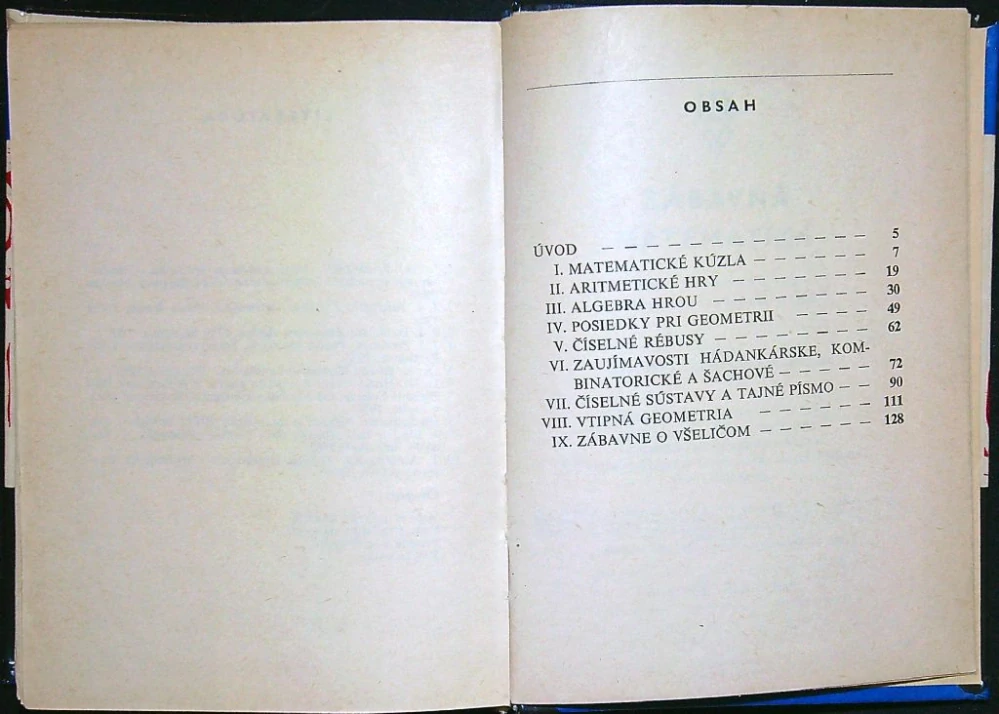 OBSAH
ÚVOD — — — — — — — — — — — — — 5
I. MATEMATICKÉ KÚZLA — — — — — — 7
II. ARITMETICKÉ HRY — — — — — — — 19
III. ALGEBRA HROU — — — — — — — — 30
IV. POSIEDKY PRI GEOMETRII — — — — 49
V. ČÍSELNÉ RÉBUSY — — — — — — — — 62
VI. ZAUJÍMAVOSTI HÁDANKÁRSKE, KOM-
BINATORICKÉ A ŠACHOVÉ — — — — — 72
VII. ČÍSELNÉ SÚSTAVY A TAJNÉ PÍSMO — — 90
VIII. VTIPNÁ GEOMETRIA — — — — — — 111
IX. ZÁBAVNE O VŠELIČOM — — — — — — 128